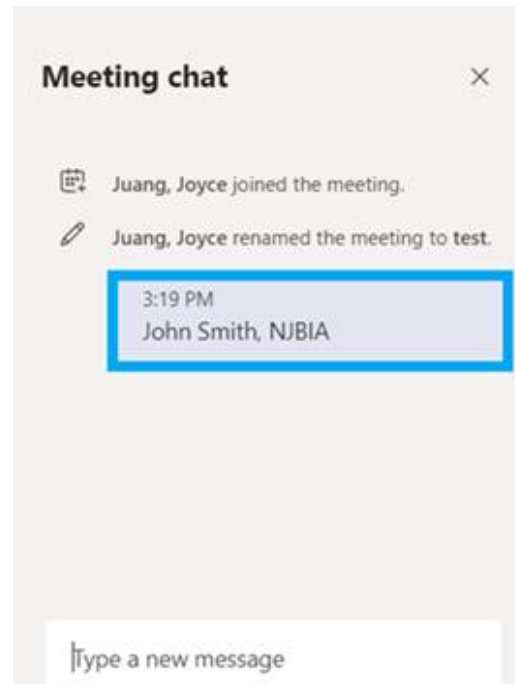 Meeting chat
Juang, Joyce joined the meeting.
Juang, Joyce renamed the meeting to test.
3:19 PM
John Smith, NJBIA
Type a new message